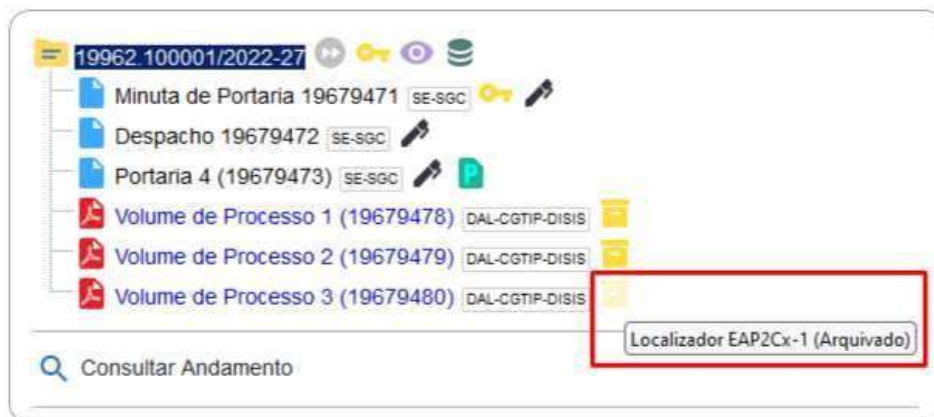 19962.100001/2022-27
Minuta de Portaria 19679471 SE-SGC
Despacho 19679472 SE-SGC
Portaria 4 (19679473) SE-SGC P
Volume de Processo 1 (19679478) DAL-CGTIP-DISIS
Volume de Processo 2 (19679479) DAL-CGTIP-DISIS
Volume de Processo 3 (19679480) DAL-CGTIP-DISIS
Localizador EAP2Cx-1 (Arquivado)
Consultar Andamento